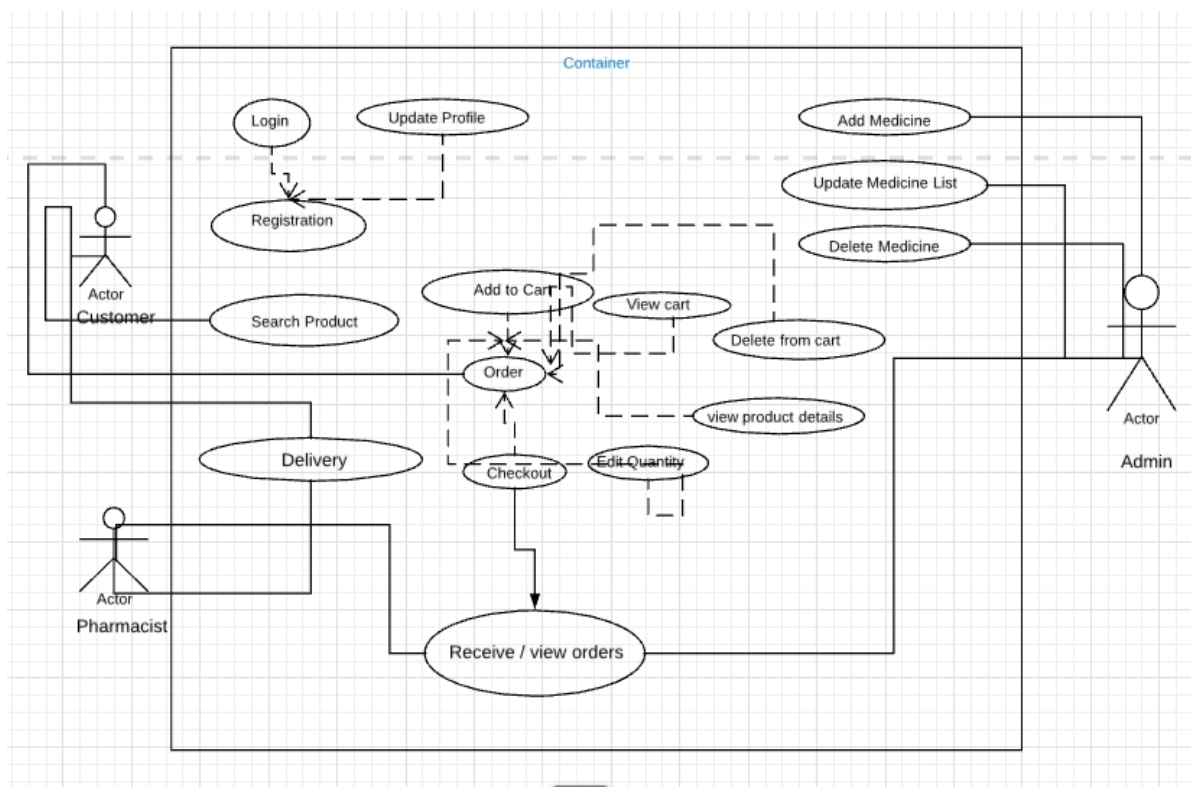 Container
Login
Update Profile
Add Medicine
Update Medicine List
Registration
Delete Medicine
Actor
Customer
Add to Cart
View cart
Search Product
Delete from cart
Order
view product details
Actor
Admin
Delivery
Checkout
Edit Quantity
Actor
Pharmacist
Receive / view orders